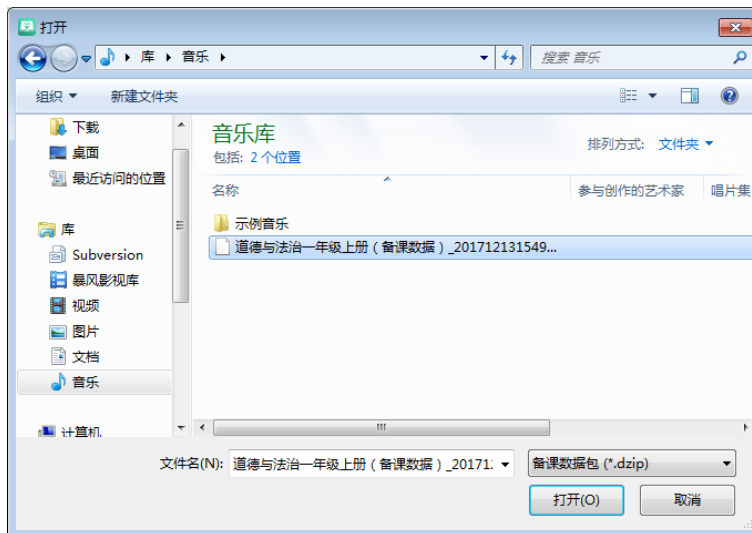 打开
库 音乐
搜索 音乐
组织 新建文件夹
下载
桌面
最近访问的位置
库
Subversion
暴风影视库
视频
图片
文档
音乐
计算机
音乐库
包括: 2 个位置
排列方式: 文件夹
名称 参与创作的艺术家 唱片集
示例音乐
道德与法治一年级上册（备课数据）_201712131549...
文件名(N): 道德与法治一年级上册（备课数据）_20171: 备课数据包 (*.dzip)
打开(O) 取消